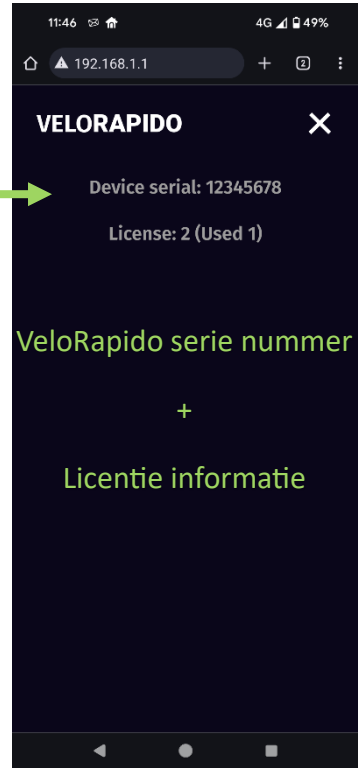 11:46 4G 49%
192.168.1.1 2
VELORAPIDO
Device serial: 12345678
License: 2 (Used 1)
VeloRapido serie nummer
+
Licentie informatie